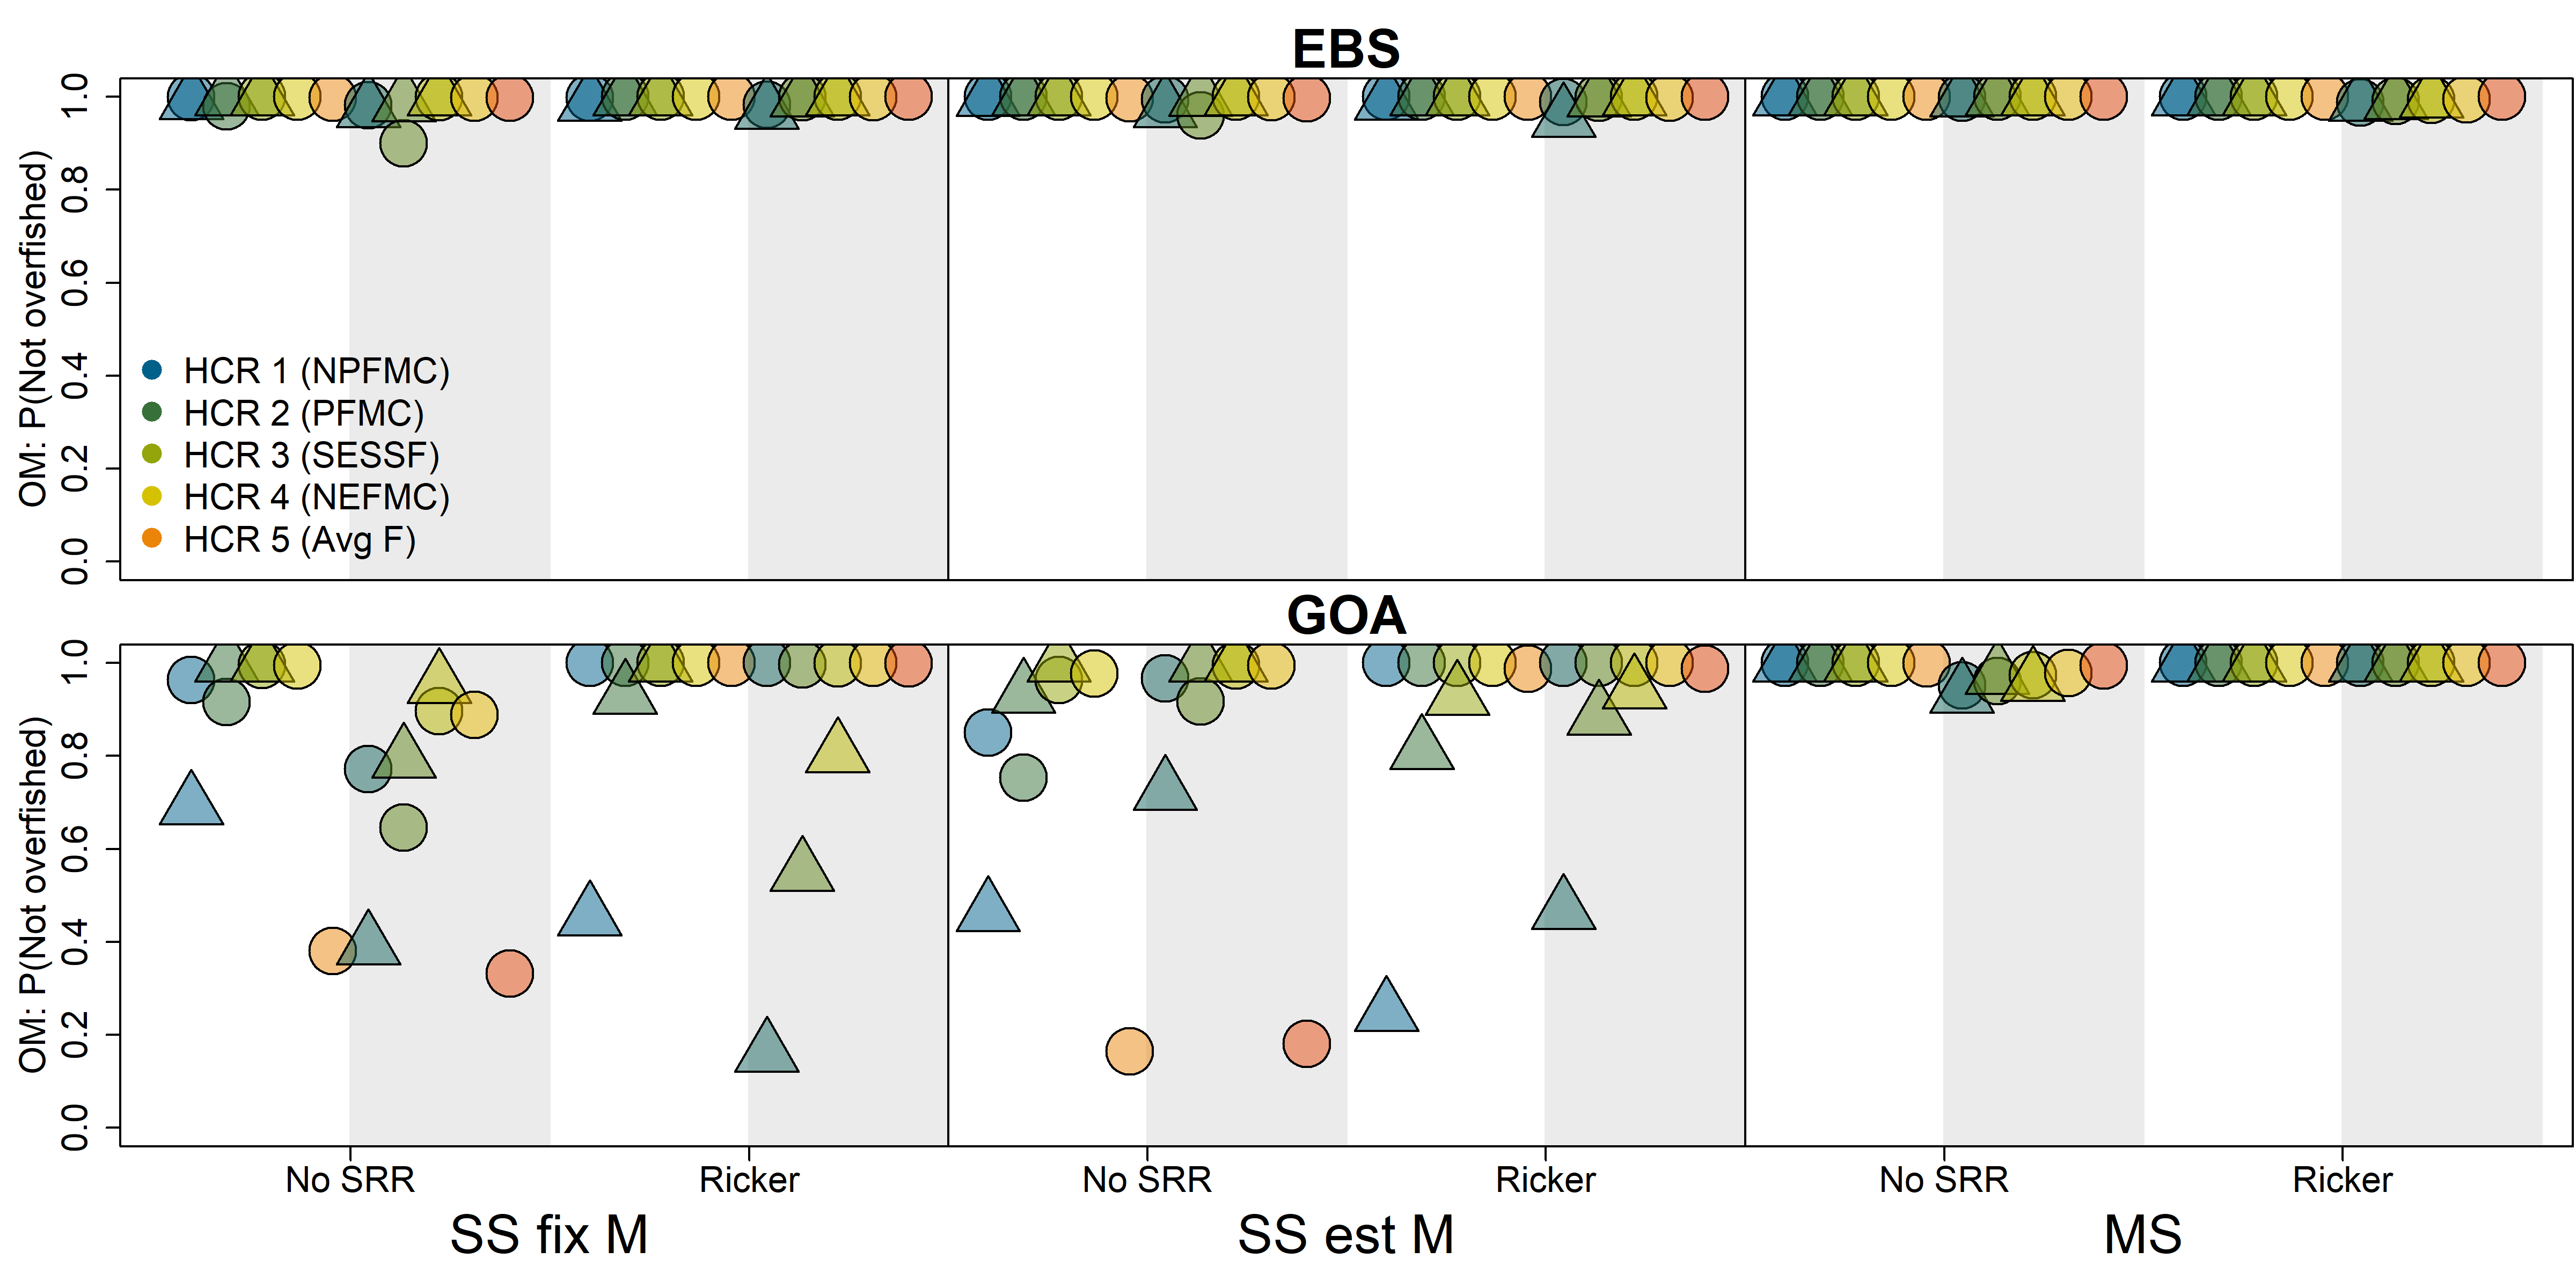 EBS
OM: P(Not overfished)
1.0
0.8
0.6
0.4
0.2
0.0
HCR 1 (NPFMC)
HCR 2 (PFMC)
HCR 3 (SESSF)
HCR 4 (NEFMC)
HCR 5 (Avg F)
GOA
OM: P(Not overfished)
1.0
0.8
0.6
0.4
0.2
0.0
No SRR Ricker No SRR Ricker No SRR Ricker
SS fix M SS est M MS